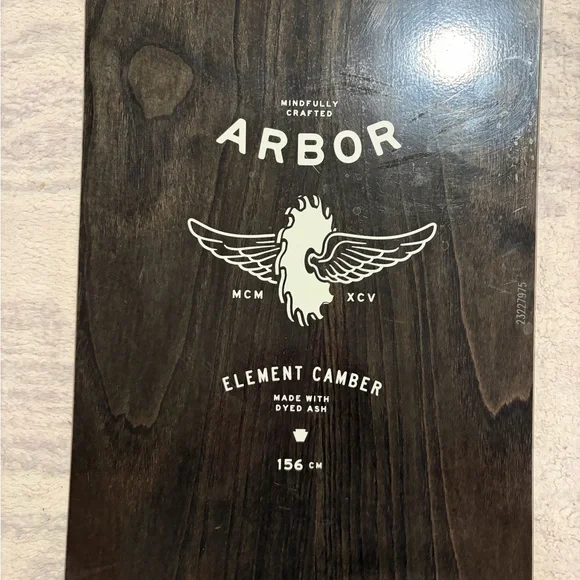 MINDFULLY
CRAFTED
ARBOR
MCM XCV
23227975
ELEMENT CAMBER
MADE WITH
DYED ASH
156 CM